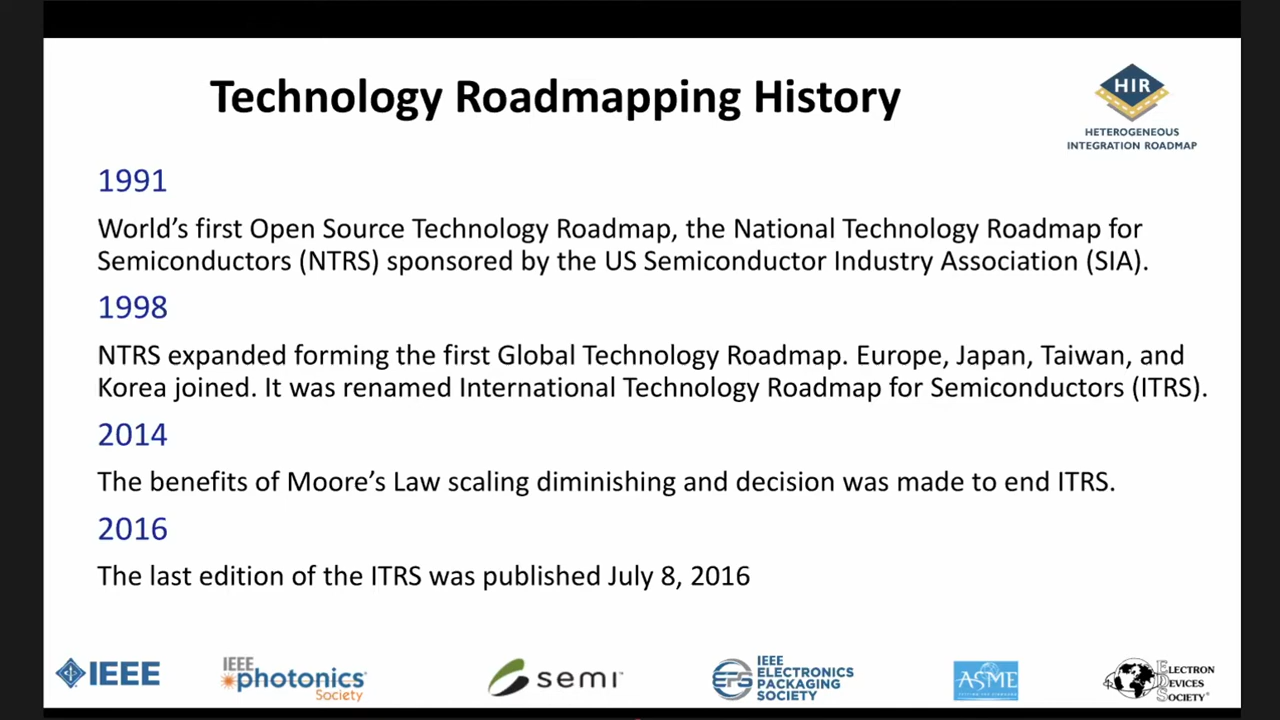 Technology Roadmapping History
HIR
HETEROGENEOUS
INTEGRATION ROADMAP
1991
World’s first Open Source Technology Roadmap, the National Technology Roadmap for
Semiconductors (NTRS) sponsored by the US Semiconductor Industry Association (SIA).
1998
NTRS expanded forming the first Global Technology Roadmap. Europe, Japan, Taiwan, and
Korea joined. It was renamed International Technology Roadmap for Semiconductors (ITRS).
2014
The benefits of Moore’s Law scaling diminishing and decision was made to end ITRS.
2016
The last edition of the ITRS was published July 8, 2016
IEEE
IEEE
photonics
Society
semi
EPS
IEEE
ELECTRONICS
PACKAGING
SOCIETY
ASME
ELECTRON
DEVICES
SOCIETY®